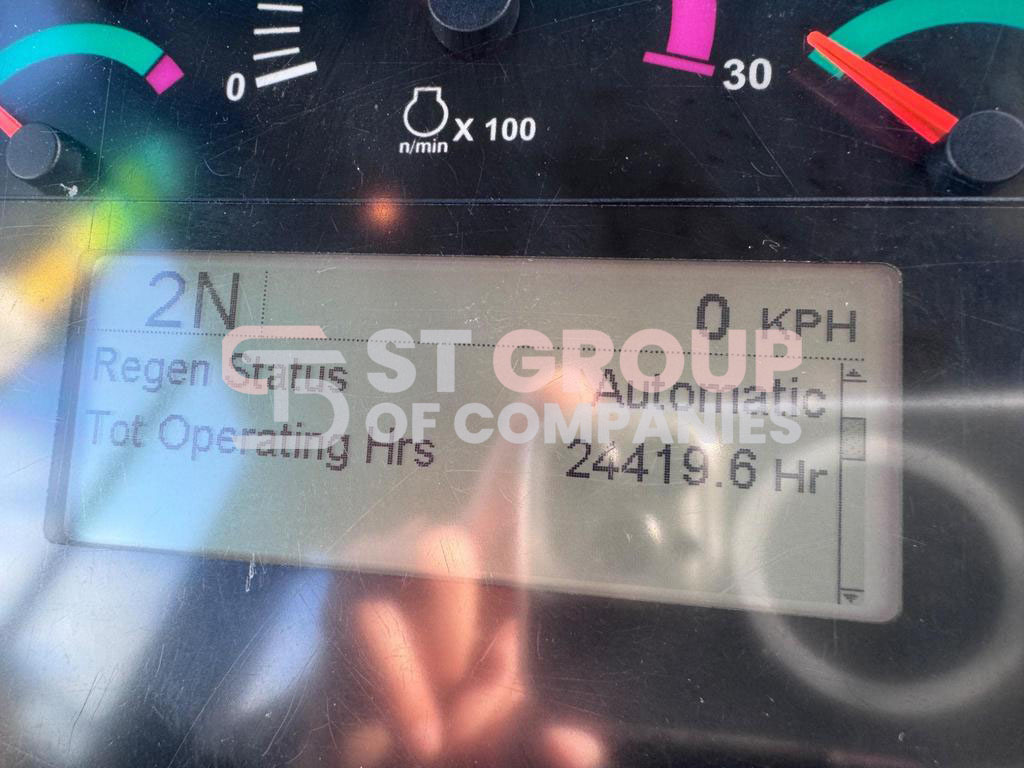 0
30
X 100
n/min
2N
0 KPH
Regen Status Automatic
Tot Operating Hrs 24419.6 Hr
ST GROUP
OF COMPANIES